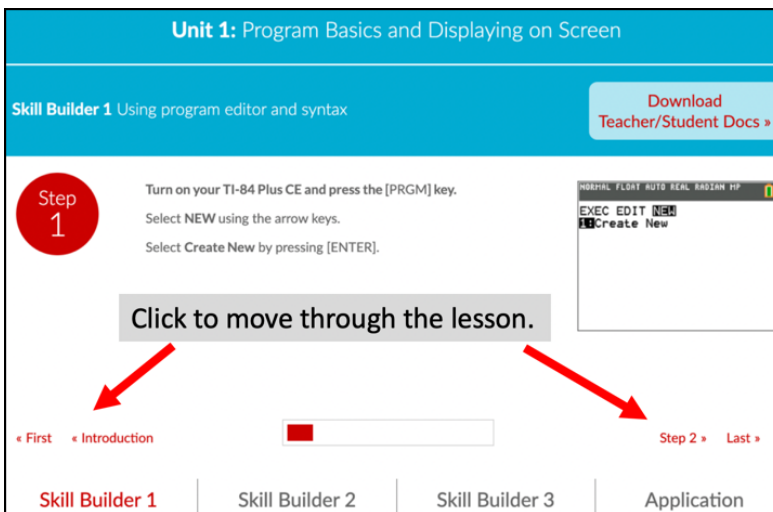 Unit 1: Program Basics and Displaying on Screen
Skill Builder 1 Using program editor and syntax
Download
Teacher/Student Docs »
Step
1
Turn on your TI-84 Plus CE and press the [PRGM] key.
Select NEW using the arrow keys.
Select Create New by pressing [ENTER].
NORMAL FLOAT AUTO REAL RADIAN MP
EXEC EDIT NEW
1:Create New
Click to move through the lesson.
« First « Introduction
Step 2 » Last »
Skill Builder 1
Skill Builder 2
Skill Builder 3
Application